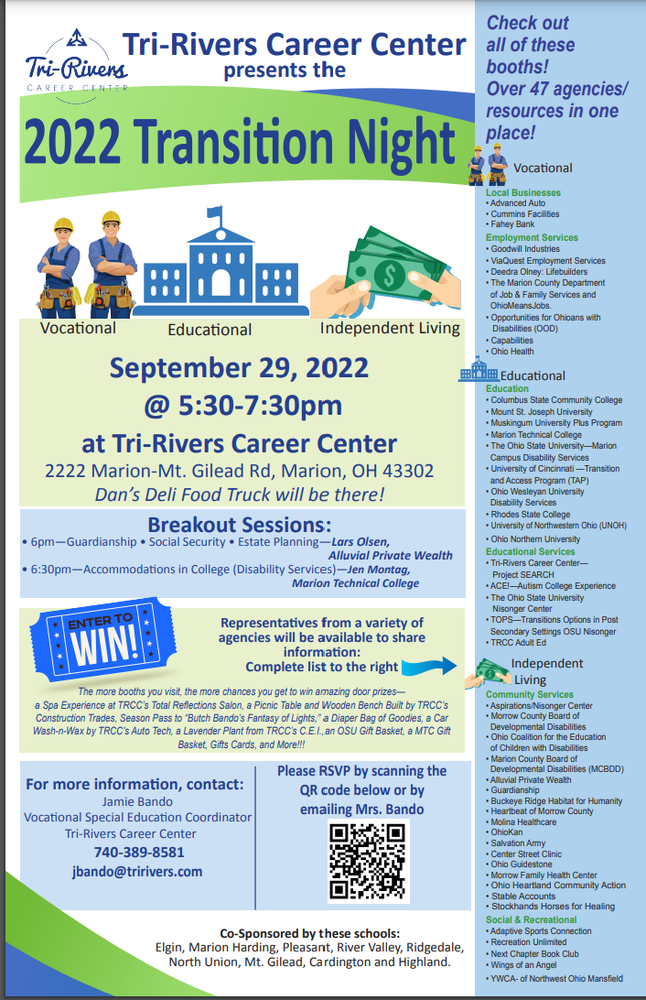 Tri-Rivers
CAREER CENTER
Tri-Rivers Career Center
presents the
2022 Transition Night
Vocational
Educational
Independent Living
September 29, 2022
@ 5:30-7:30pm
at Tri-Rivers Career Center
2222 Marion-Mt. Gilead Rd, Marion, OH 43302
Dan's Deli Food Truck will be there!
Breakout Sessions:
• 6pm—Guardianship • Social Security • Estate Planning—Lars Olsen,
Alluvial Private Wealth
• 6:30pm—Accommodations in College (Disability Services)—Jen Montag,
Marion Technical College
ENTER TO
WIN!
Representatives from a variety of
agencies will be available to share
information:
Complete list to the right
The more booths you visit, the more chances you get to win amazing door prizes—
a Spa Experience at TRCC's Total Reflections Salon, a Picnic Table and Wooden Bench Built by TRCC's
Construction Trades, Season Pass to "Butch Bando's Fantasy of Lights," a Diaper Bag of Goodies, a Car
Wash-n-Wax by TRCC's Auto Tech, a Lavender Plant from TRCC's C.E.I., an OSU Gift Basket, a MTC Gift
Basket, Gifts Cards, and More!!!
For more information, contact:
Jamie Bando
Vocational Special Education Coordinator
Tri-Rivers Career Center
740-389-8581
jbando@tririvers.com
Please RSVP by scanning the
QR code below or by
emailing Mrs. Bando
Co-Sponsored by these schools:
Elgin, Marion Harding, Pleasant, River Valley, Ridgedale,
North Union, Mt. Gilead, Cardington and Highland.
Check out
all of these
booths!
Over 47 agencies/
resources in one
place!
Vocational
Local Businesses
• Advanced Auto
• Cummins Facilities
• Fahey Bank
Employment Services
• Goodwill Industries
• ViaQuest Employment Services
• Deedra Olney: Lifebuilders
• The Marion County Department
of Job & Family Services and
OhioMeansJobs.
• Opportunities for Ohioans with
Disabilities (OOD)
• Capabilities
• Ohio Health
Educational
Education
• Columbus State Community College
• Mount St. Joseph University
• Muskingum University Plus Program
• Marion Technical College
• The Ohio State University—Marion
Campus Disability Services
• University of Cincinnati —Transition
and Access Program (TAP)
• Ohio Wesleyan University
Disability Services
• Rhodes State College
• University of Northwestern Ohio (UNOH)
• Ohio Northern University
Educational Services
• Tri-Rivers Career Center—
Project SEARCH
• ACE!—Autism College Experience
• The Ohio State University
Nisonger Center
• TOPS—Transitions Options in Post
Secondary Settings OSU Nisonger
• TRCC Adult Ed
Independent
Living
Community Services
• Aspirations/Nisonger Center
• Morrow County Board of
Developmental Disabilities
• Ohio Coalition for the Education
of Children with Disabilities
• Marion County Board of
Developmental Disabilities (MCBDD)
• Alluvial Private Wealth
• Guardianship
• Buckeye Ridge Habitat for Humanity
• Heartbeat of Morrow County
• Molina Healthcare
• OhioKan
• Salvation Army
• Center Street Clinic
• Ohio Guidestone
• Morrow Family Health Center
• Ohio Heartland Community Action
• Stable Accounts
• Stockhands Horses for Healing
Social & Recreational
• Adaptive Sports Connection
• Recreation Unlimited
• Next Chapter Book Club
• Wings of an Angel
• YWCA- of Northwest Ohio Mansfield